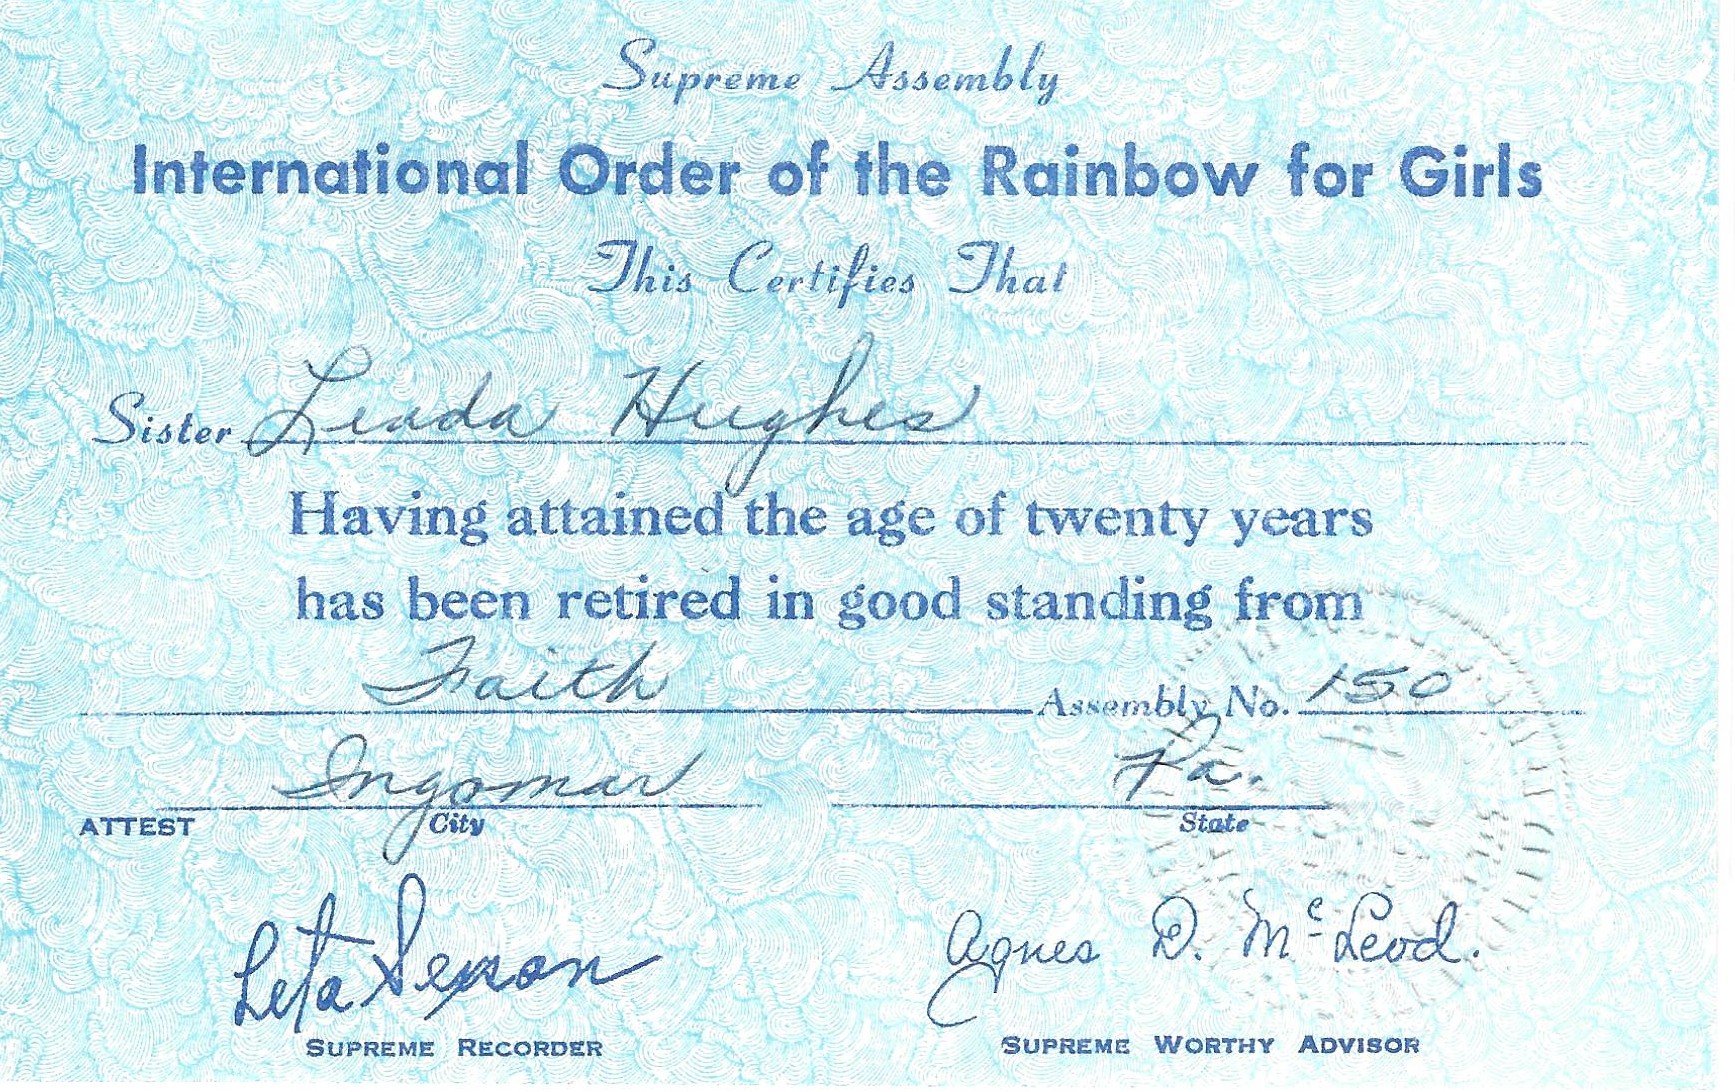 Supreme Assembly
International Order of the Rainbow for Girls
This Certifies That
Sister Linda Hughes
Having attained the age of twenty years
has been retired in good standing from
Faith Assembly No. 150
Ingomar Pa.
ATTEST City State
Leta Sexson Agnes D. McLeod.
SUPREME RECORDER SUPREME WORTHY ADVISOR